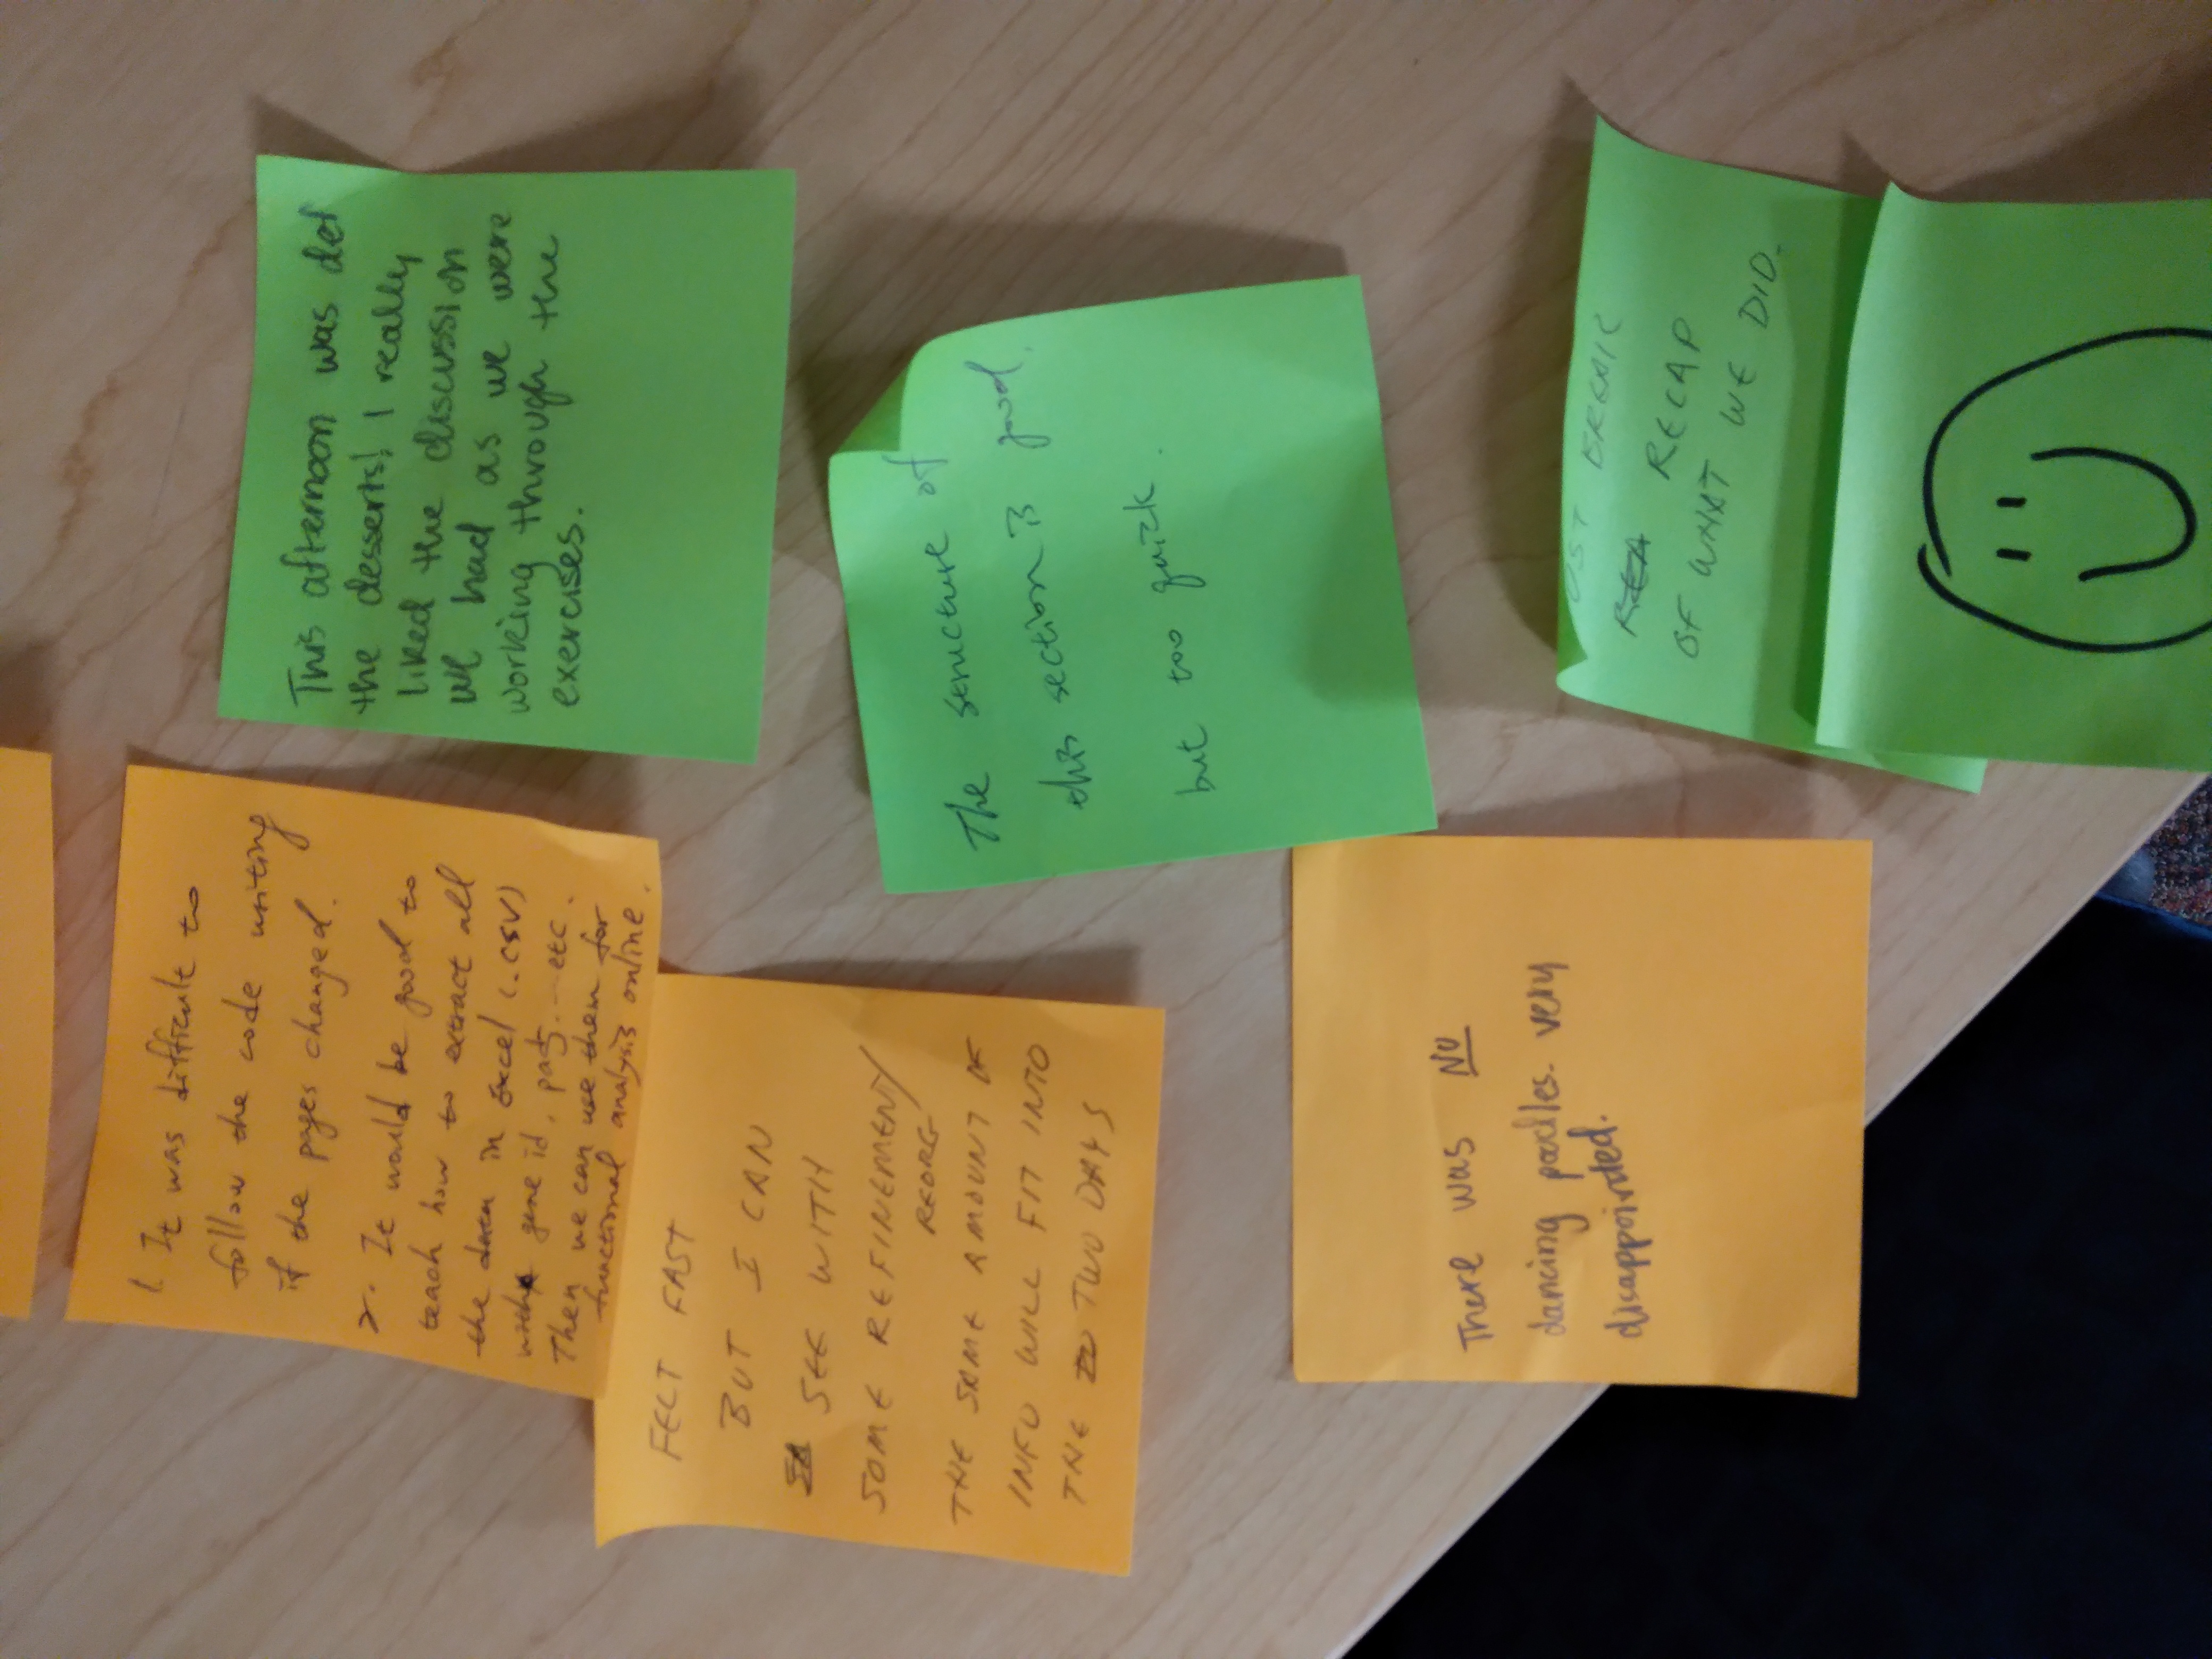 1. It was difficult to
follow the code writing
if the pages changed.
2. It would be good to
teach how to extract all
the data in excel (.csv)
with gene id, padj...etc.
Then we can use them for
functional analysis online.
FELT FAST
BUT I CAN
SEE WITH
SOME REFINEMENT/
REORG
THE SAME AMOUNT OF
INFO WILL FIT INTO
THE TWO DAYS
There was NO
dancing poodles. very
disappointed.
This afternoon was def
the desserts! I really
liked the discussion
we had as we were
working through the
exercises.
The structure of
this section is good,
but too quick.
RECAP
OF WHAT WE DID.